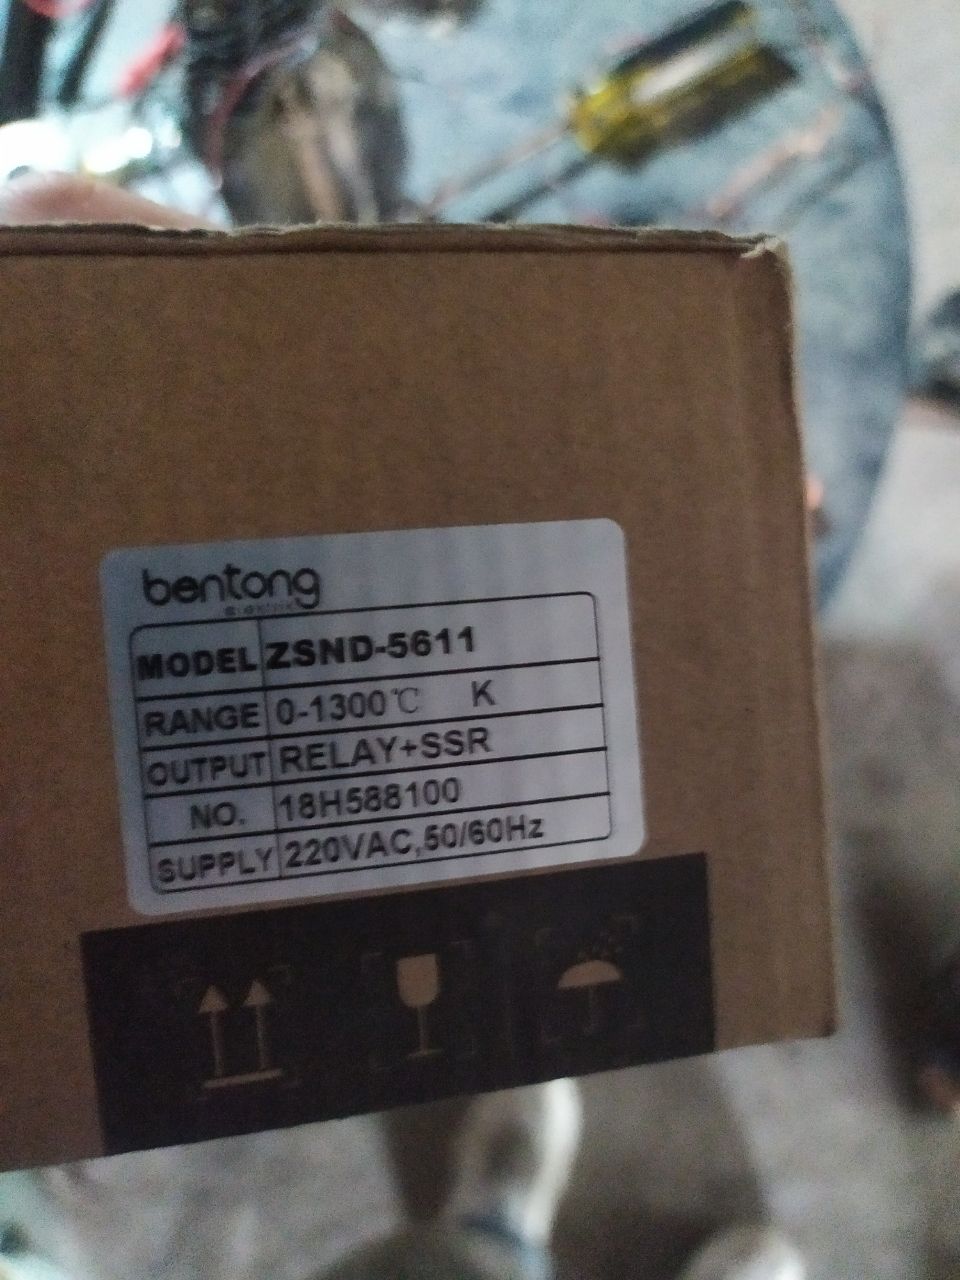 bentong
MODEL ZSND-5611
RANGE 0-1300℃ K
OUTPUT RELAY+SSR
NO. 18H588100
SUPPLY 220VAC,50/60Hz